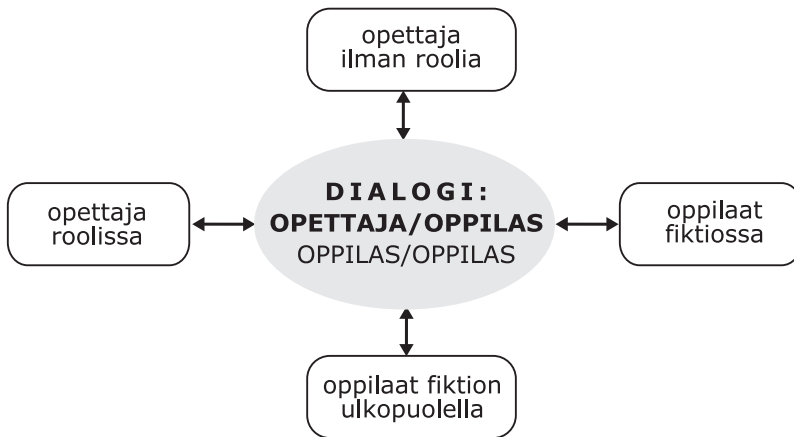 opettaja
ilman roolia
DIALOGI:
OPETTAJA/OPPILAS
OPPILAS/OPPILAS
opettaja
roolissa
oppilaat
fiktiossa
oppilaat fiktion
ulkopuolella